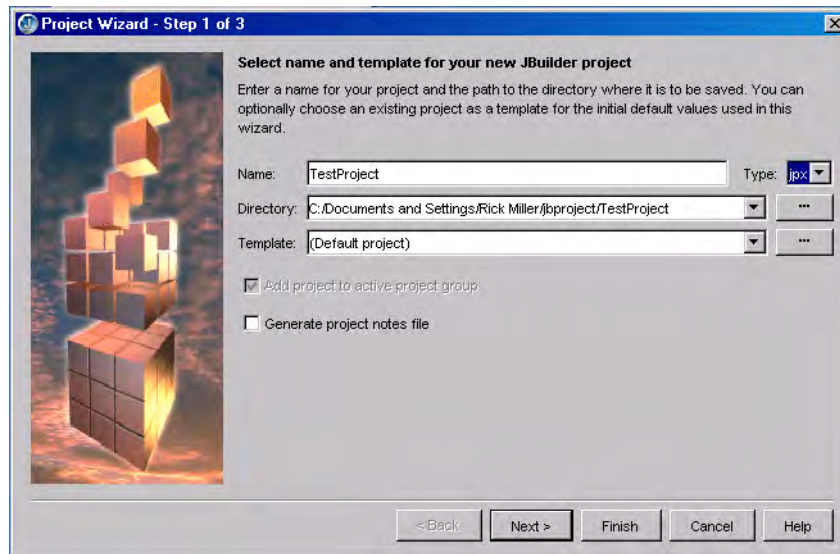 Project Wizard - Step 1 of 3
Select name and template for your new JBuilder project
Enter a name for your project and the path to the directory where it is to be saved. You can
optionally choose an existing project as a template for the initial default values used in this
wizard.
Name: TestProject Type: jpx
Directory: C:/Documents and Settings/Rick Miller/jbproject/TestProject ...
Template: (Default project) ...
Add project to active project group
Generate project notes file
< Back Next > Finish Cancel Help